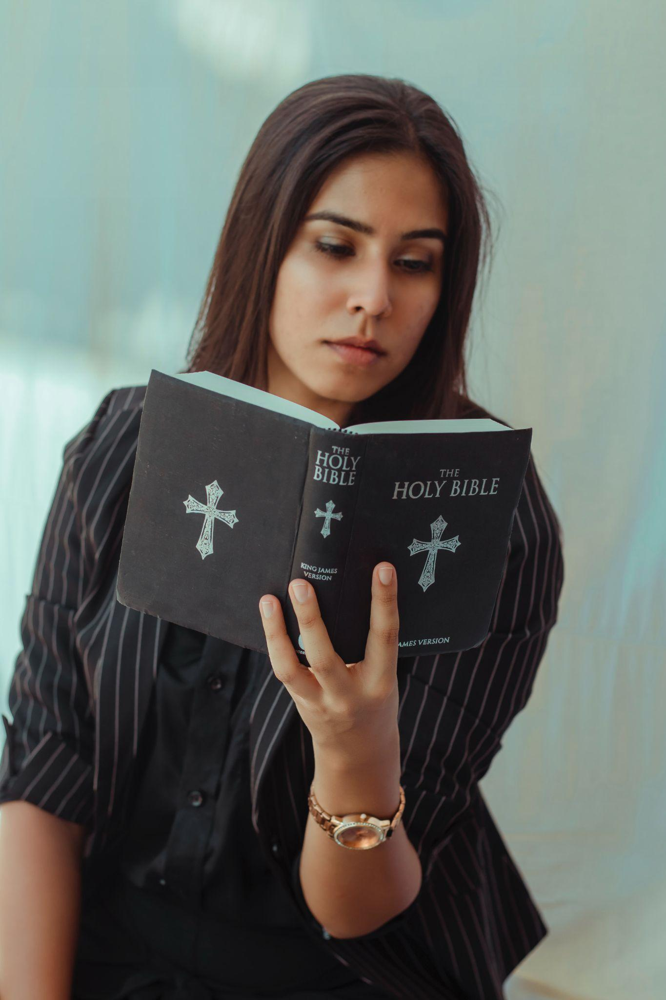 THE
HOLY
BIBLE
KING JAMES
VERSION
THE
HOLY BIBLE
AMES VERSION